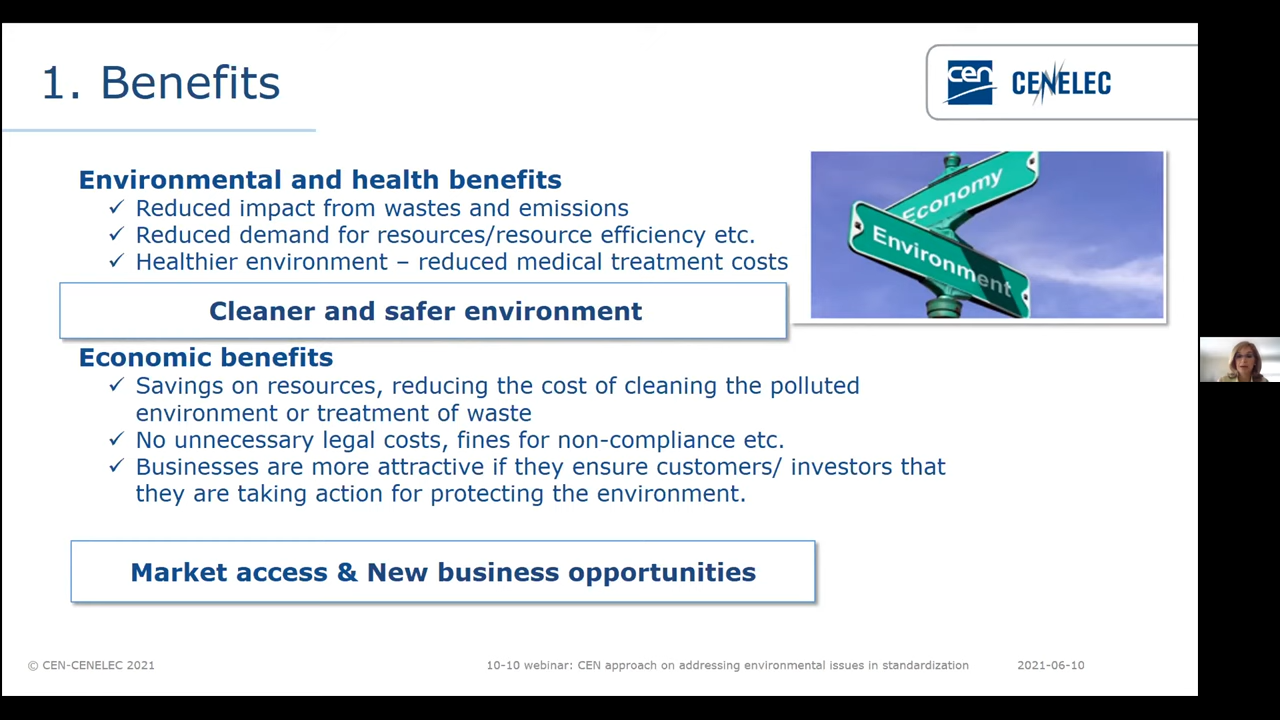 1. Benefits
cen CENELEC
Environmental and health benefits
✓ Reduced impact from wastes and emissions
✓ Reduced demand for resources/resource efficiency etc.
✓ Healthier environment – reduced medical treatment costs
Economy
Environment
Cleaner and safer environment
Economic benefits
✓ Savings on resources, reducing the cost of cleaning the polluted
environment or treatment of waste
✓ No unnecessary legal costs, fines for non-compliance etc.
✓ Businesses are more attractive if they ensure customers/ investors that
they are taking action for protecting the environment.
Market access & New business opportunities
© CEN-CENELEC 2021
10-10 webinar: CEN approach on addressing environmental issues in standardization
2021-06-10